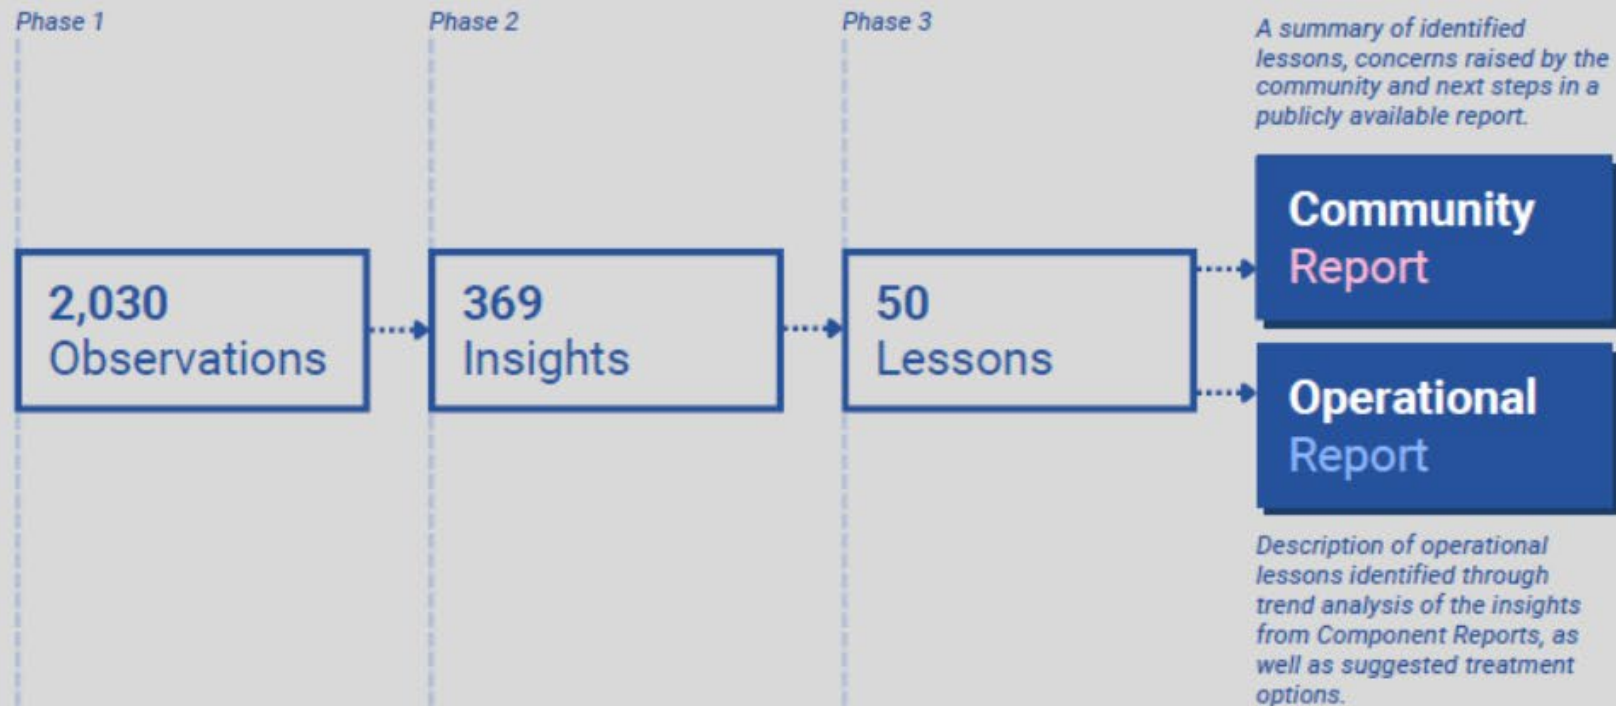 Phase 1
2,030
Observations
Phase 2
369
Insights
Phase 3
50
Lessons
A summary of identified
lessons, concerns raised by the
community and next steps in a
publicly available report.
Community
Report
Operational
Report
Description of operational
lessons identified through
trend analysis of the insights
from Component Reports, as
well as suggested treatment
options.